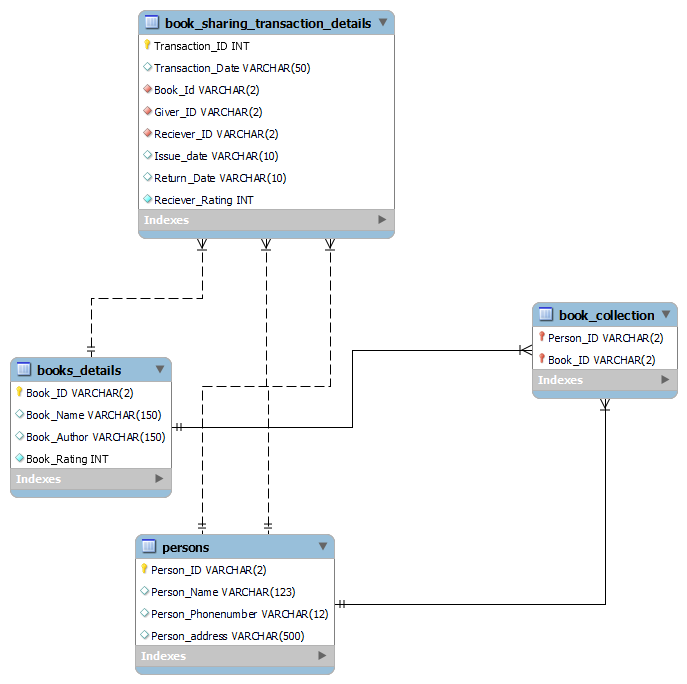 book_sharing_transaction_details
Transaction_ID INT
Transaction_Date VARCHAR(50)
Book_Id VARCHAR(2)
Giver_ID VARCHAR(2)
Reciever_ID VARCHAR(2)
Issue_date VARCHAR(10)
Return_Date VARCHAR(10)
Reciever_Rating INT
Indexes
book_collection
Person_ID VARCHAR(2)
Book_ID VARCHAR(2)
Indexes
books_details
Book_ID VARCHAR(2)
Book_Name VARCHAR(150)
Book_Author VARCHAR(150)
Book_Rating INT
Indexes
persons
Person_ID VARCHAR(2)
Person_Name VARCHAR(123)
Person_Phonenumber VARCHAR(12)
Person_address VARCHAR(500)
Indexes